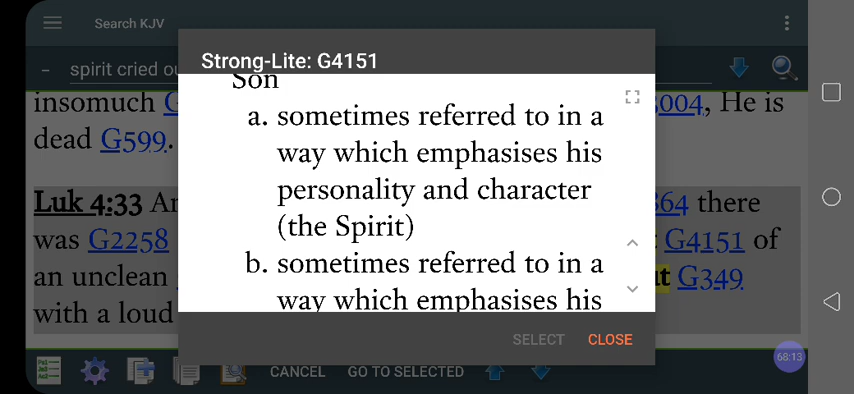 Search KJV
- spirit cried ou
insomuch G
004, He is
dead G599.
Luk 4:33 An
64 there
was G2258
G4151 of
an unclean
t G349
with a loud
Strong-Lite: G4151
Son
a. sometimes referred to in a
way which emphasises his
personality and character
(the Spirit)
b. sometimes referred to in a
way which emphasises his
SELECT CLOSE
CANCEL GO TO SELECTED
68:13